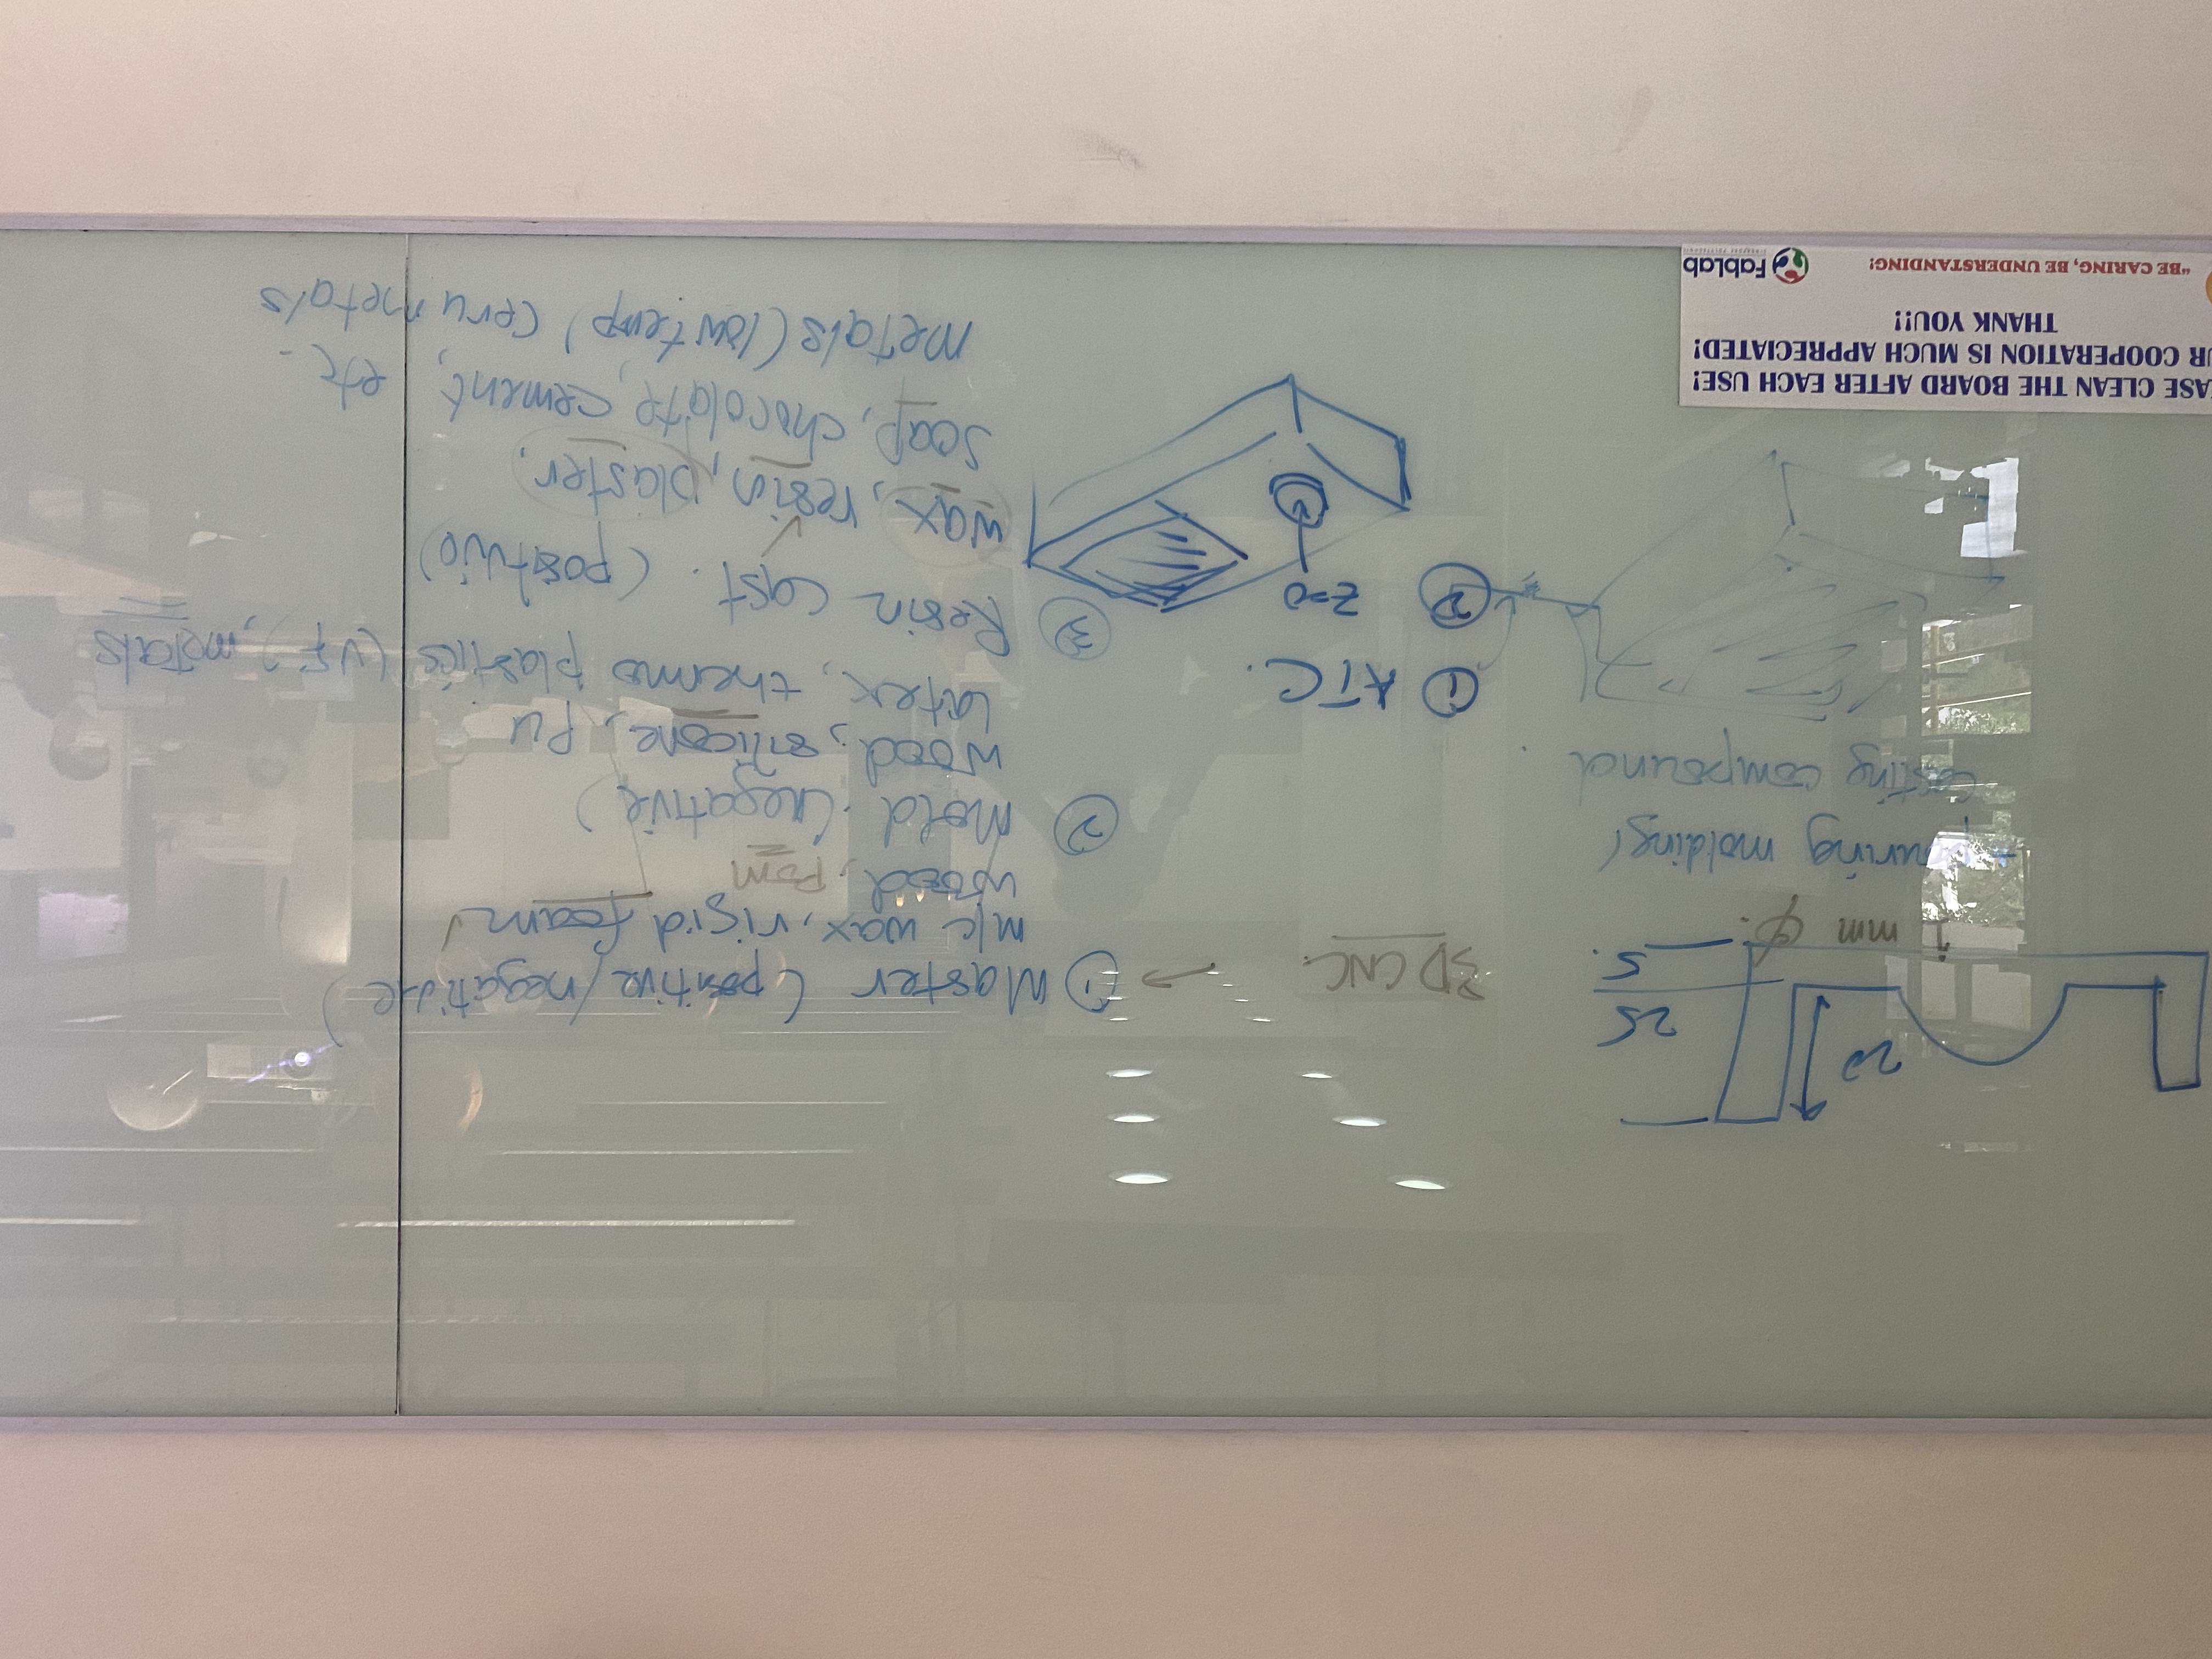 20
25
5.
1 mm ⌀.
pouring molding/
casting compound
3D CNC.
① ATC.
② Z=0
→ ① Master (positive/negative)
m/c wax, rigid foam ✓
wood, POM
② Mold. (negative)
wood, silicone, PU
Latex, thermo plastics (VF), metals
③ Resin cast. (positive)
wax, resin, plaster,
soap, chocolate, cement, etc.
metals (low temp) ceru metals
EASE CLEAN THE BOARD AFTER EACH USE!
UR COOPERATION IS MUCH APPRECIATED!
THANK YOU!!
"BE CARING, BE UNDERSTANDING!
FabLab
SINGAPORE POLYTECHNIC